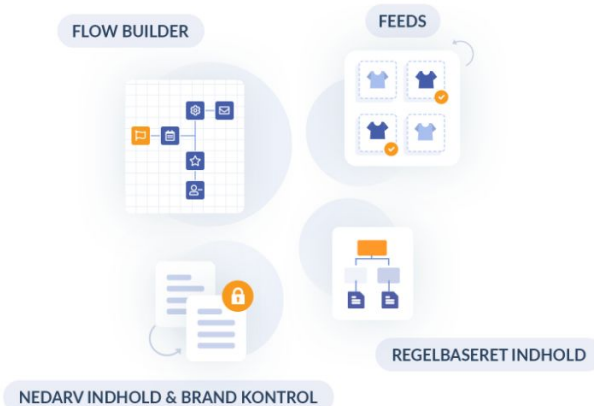 FLOW BUILDER
FEEDS
REGELBASERET INDHOLD
NEDARV INDHOLD & BRAND KONTROL